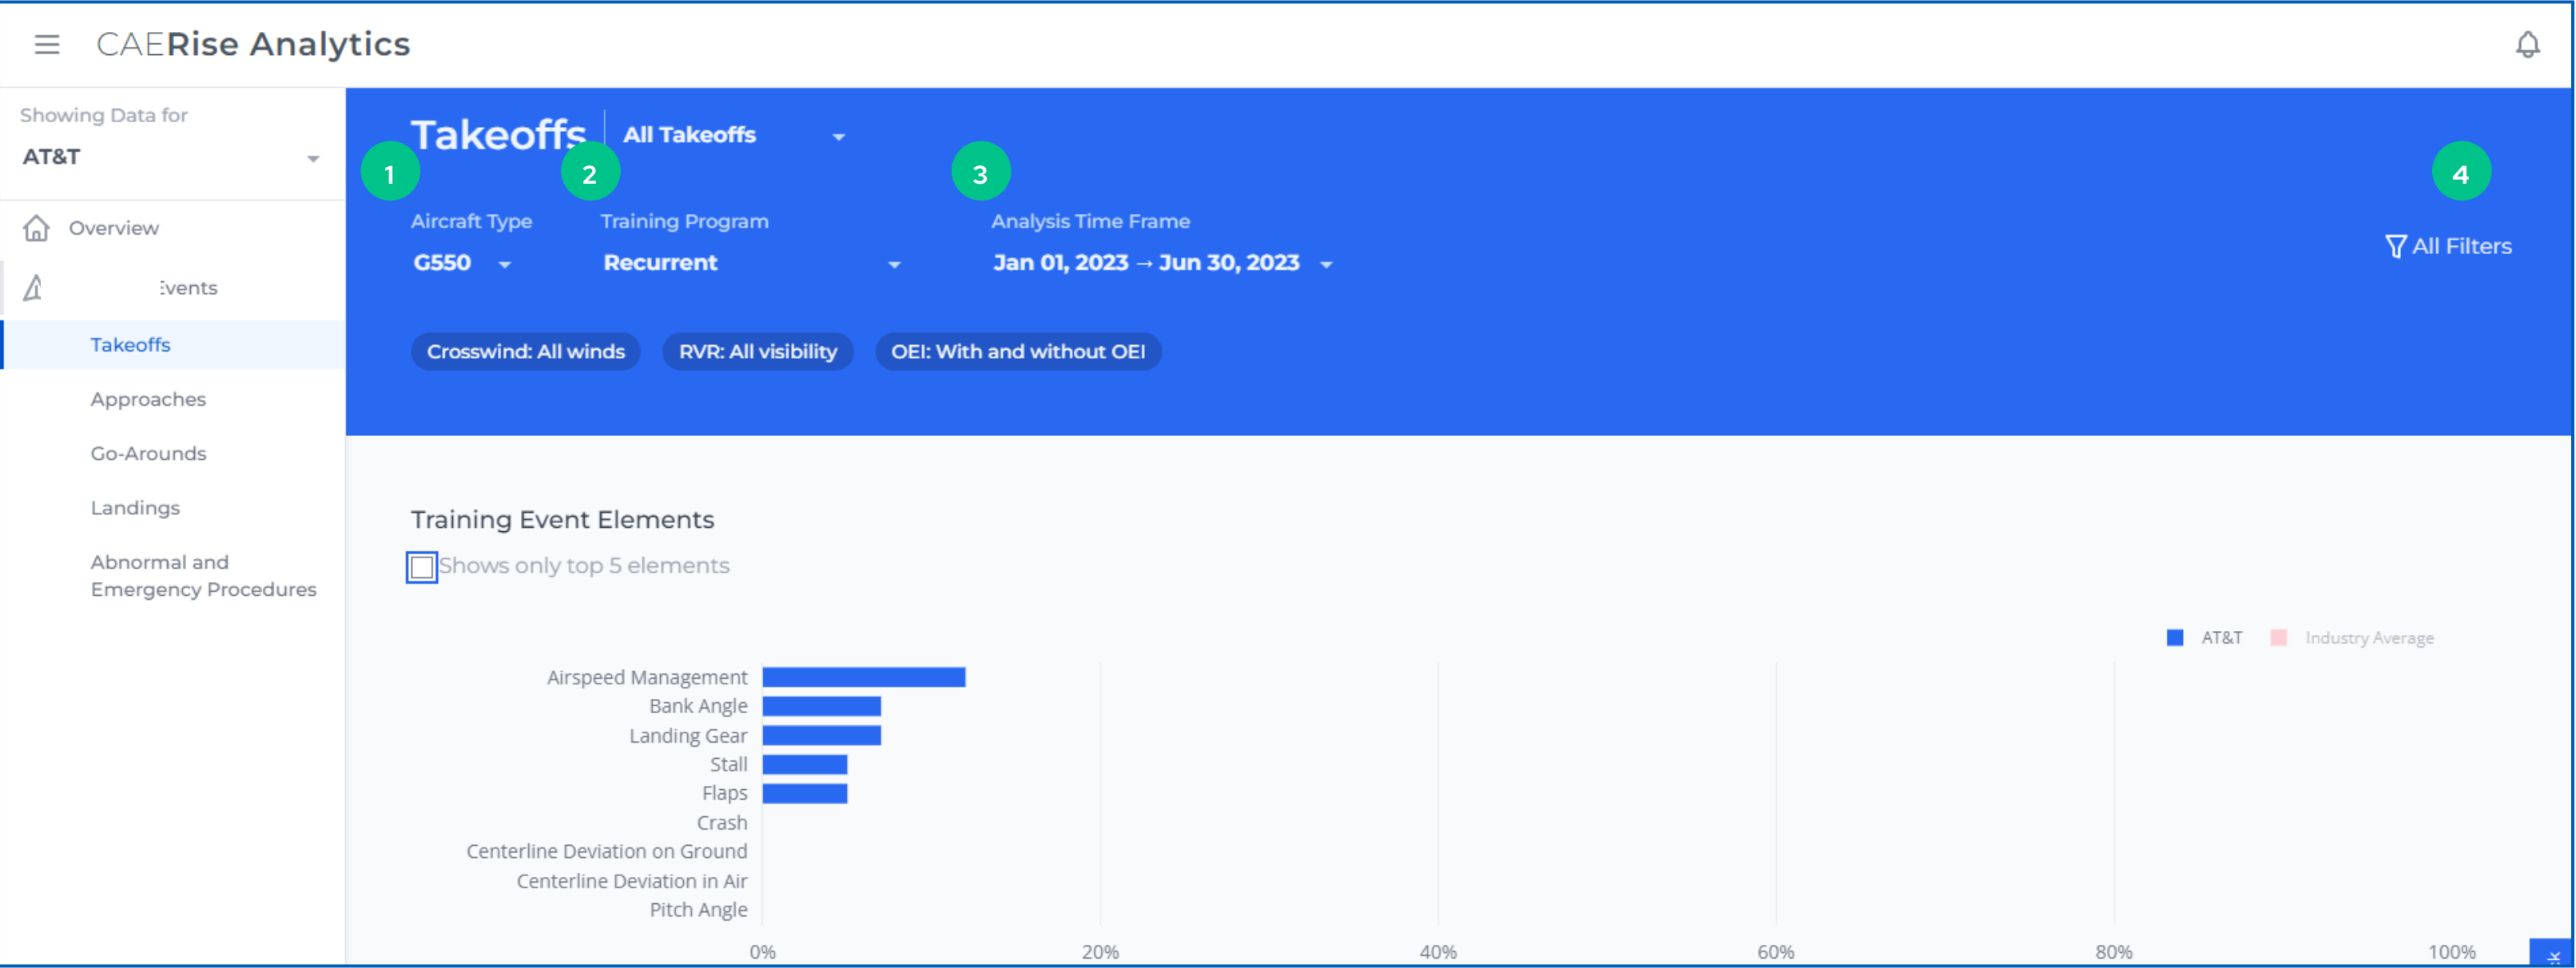 CAERise Analytics
Showing Data for
AT&T
Overview
Events
Takeoffs
Approaches
Go-Arounds
Landings
Abnormal and
Emergency Procedures
Takeoffs All Takeoffs
1 2 3 4
Aircraft Type Training Program Analysis Time Frame
G550 Recurrent Jan 01, 2023 → Jun 30, 2023
All Filters
Crosswind: All winds RVR: All visibility OEI: With and without OEI
Training Event Elements
Shows only top 5 elements
AT&T Industry Average
Airspeed Management
Bank Angle
Landing Gear
Stall
Flaps
Crash
Centerline Deviation on Ground
Centerline Deviation in Air
Pitch Angle
0% 20% 40% 60% 80% 100%